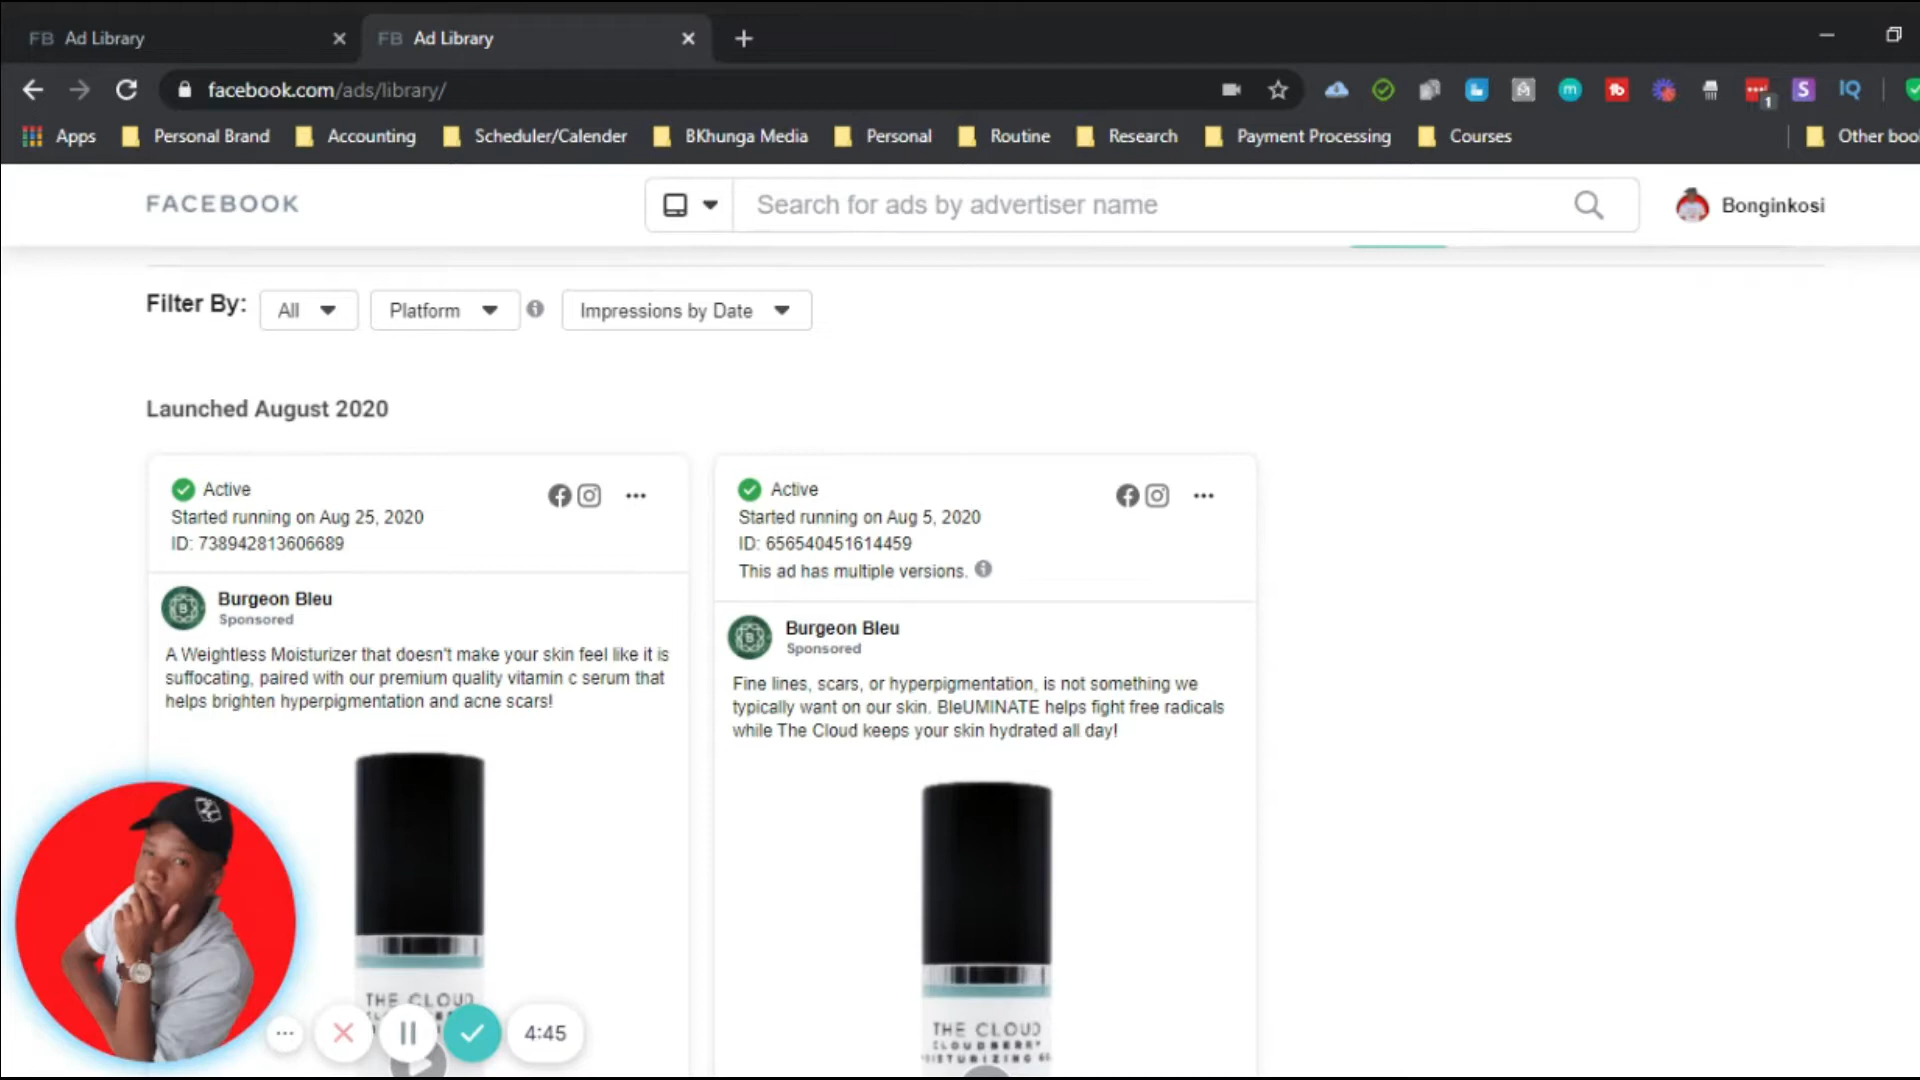 FB Ad Library
FB Ad Library
facebook.com/ads/library/
1
S
IQ
Apps
Personal Brand
Accounting
Scheduler/Calender
BKhunga Media
Personal
Routine
Research
Payment Processing
Courses
Other
FACEBOOK
Search for ads by advertiser name
Bonginkosi
Filter By:
All
Platform
Impressions by Date
Launched August 2020
Active
Started running on Aug 25, 2020
ID: 738942813606689
Burgeon Bleu
Sponsored
A Weightless Moisturizer that doesn't make your skin feel like it is
suffocating, paired with our premium quality vitamin c serum that
helps brighten hyperpigmentation and acne scars!
THE CLOUD
Active
Started running on Aug 5, 2020
ID: 656540451614459
This ad has multiple versions.
Burgeon Bleu
Sponsored
Fine lines, scars, or hyperpigmentation, is not something we
typically want on our skin. BleUMINATE helps fight free radicals
while The Cloud keeps your skin hydrated all day!
THE CLOUD
CLOUDBERRY
4:45